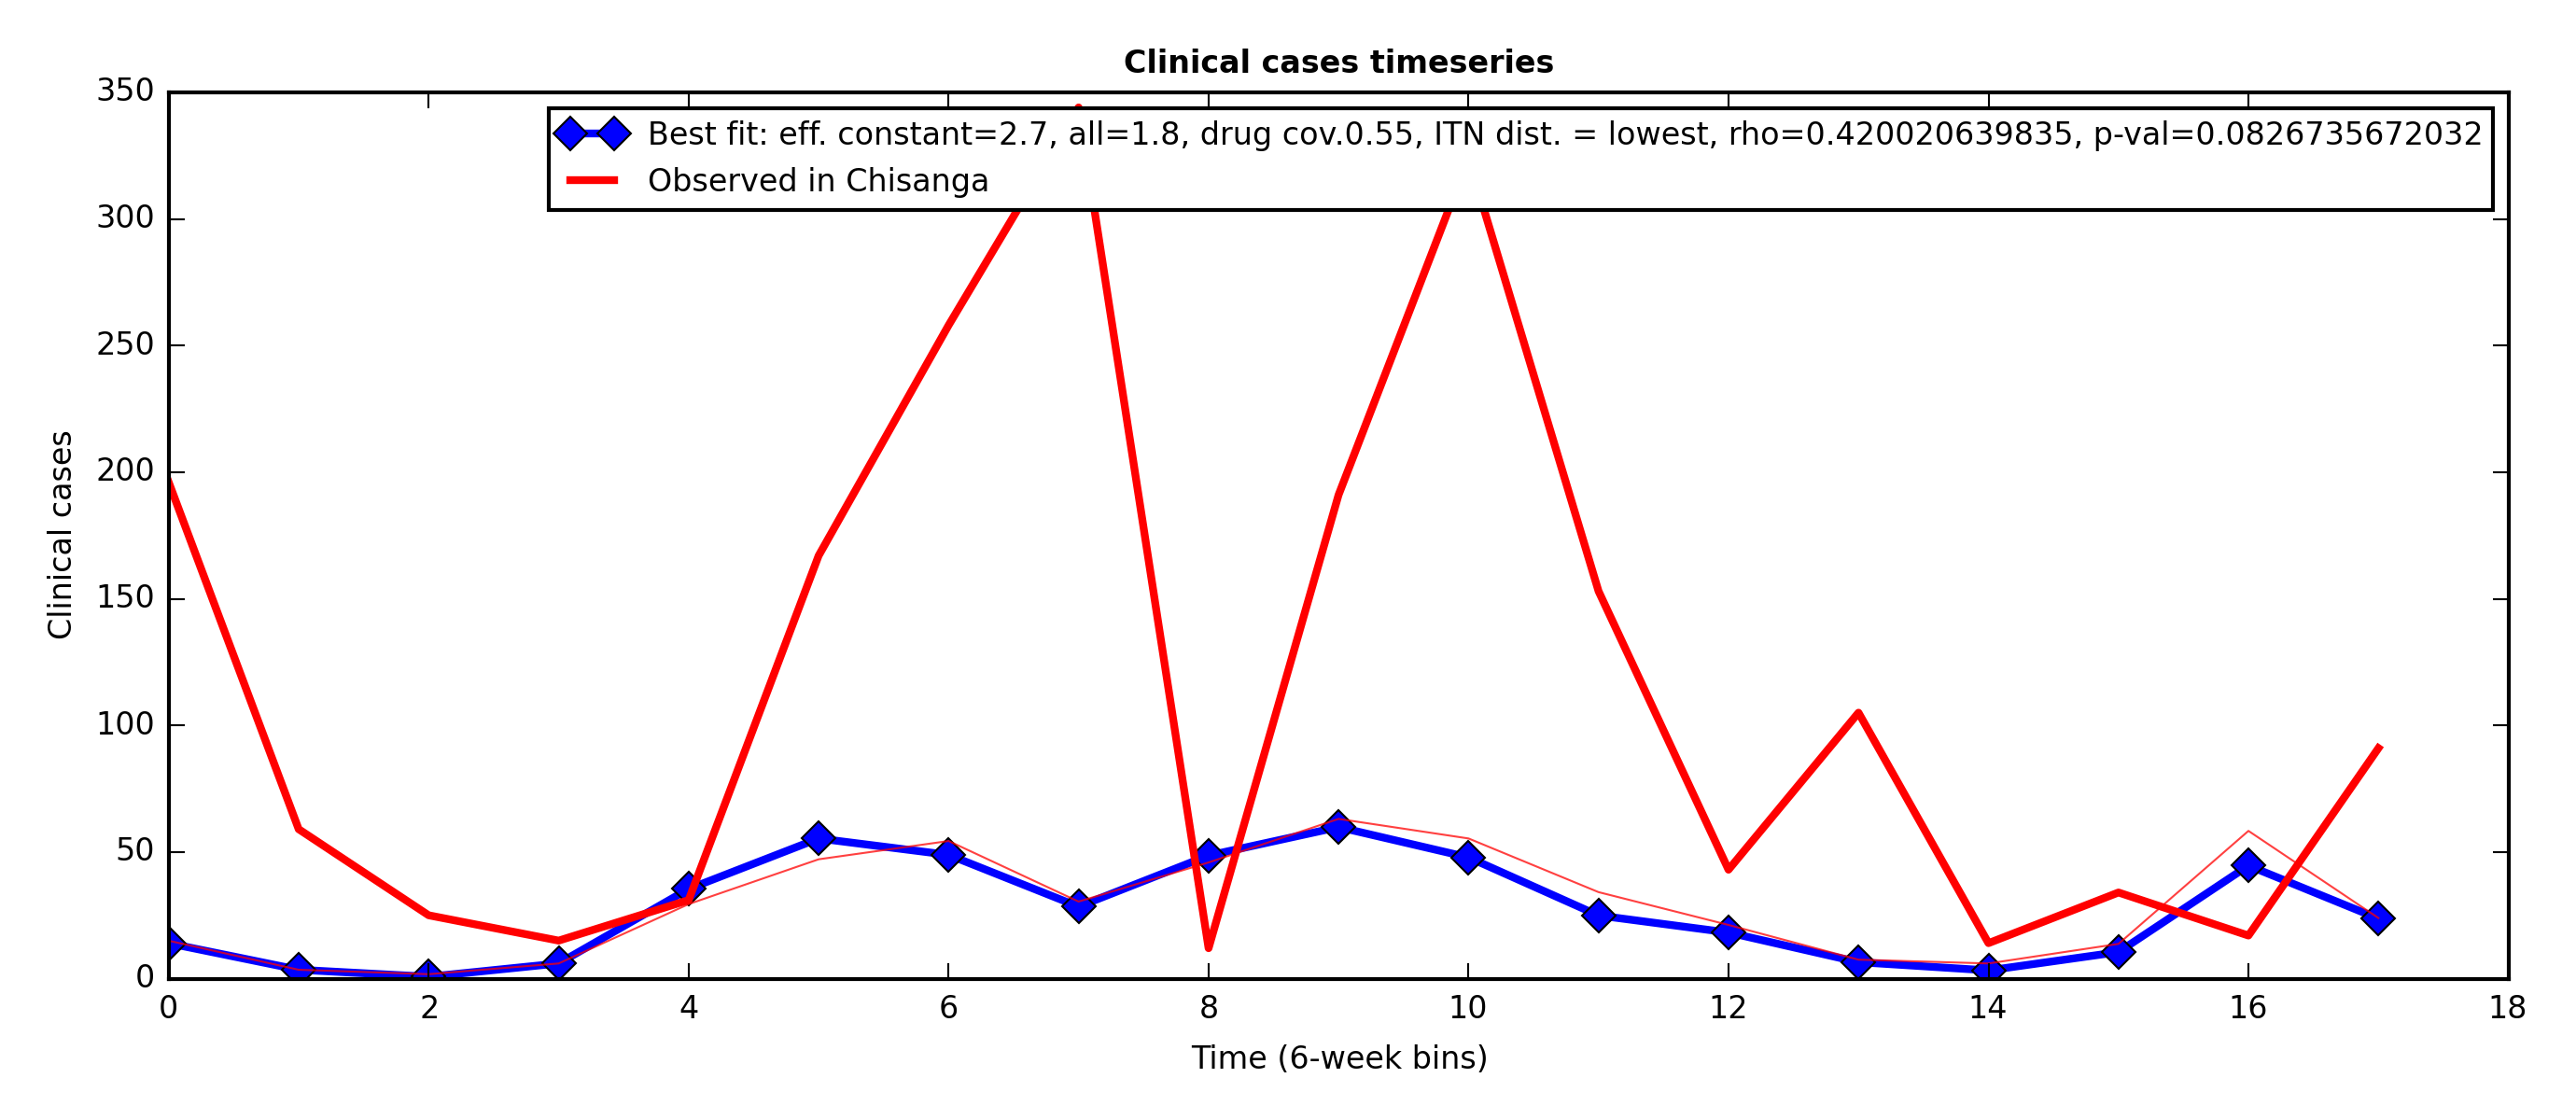 Clinical cases timeseries
Best fit: eff. constant=2.7, all=1.8, drug cov.0.55, ITN dist. = lowest, rho=0.420020639835, p-val=0.0826735672032
Observed in Chisanga
350
300
250
200
150
100
50
0
Clinical cases
0 2 4 6 8 10 12 14 16 18
Time (6-week bins)